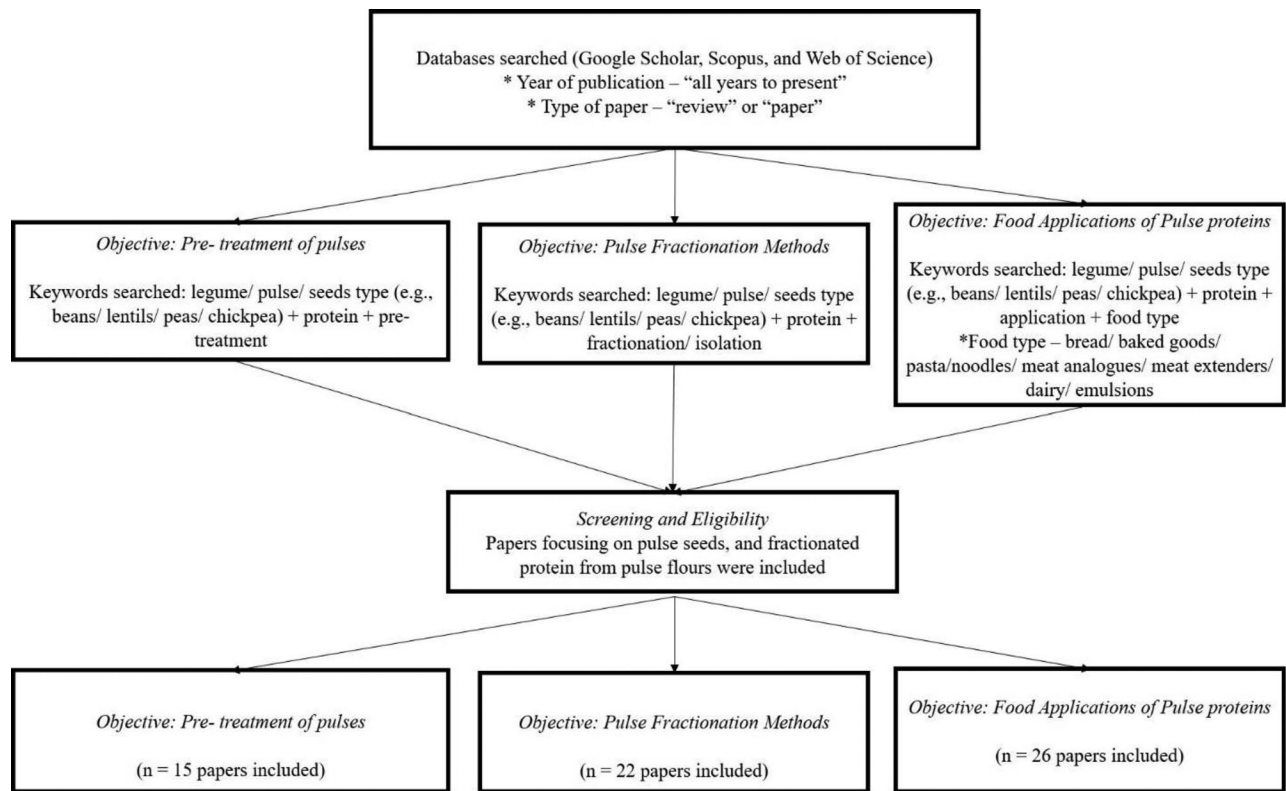 Databases searched (Google Scholar, Scopus, and Web of Science)
* Year of publication – “all years to present”
* Type of paper – “review” or “paper”
Objective: Pre- treatment of pulses
Keywords searched: legume/ pulse/ seeds type (e.g.,
beans/ lentils/ peas/ chickpea) + protein + pre-
treatment
Objective: Pulse Fractionation Methods
Keywords searched: legume/ pulse/ seeds type
(e.g., beans/ lentils/ peas/ chickpea) + protein +
fractionation/ isolation
Objective: Food Applications of Pulse proteins
Keywords searched: legume/ pulse/ seeds type
(e.g., beans/ lentils/ peas/ chickpea) + protein +
application + food type
*Food type – bread/ baked goods/
pasta/noodles/ meat analogues/ meat extenders/
dairy/ emulsions
Screening and Eligibility
Papers focusing on pulse seeds, and fractionated
protein from pulse flours were included
Objective: Pre- treatment of pulses
(n = 15 papers included)
Objective: Pulse Fractionation Methods
(n = 22 papers included)
Objective: Food Applications of Pulse proteins
(n = 26 papers included)